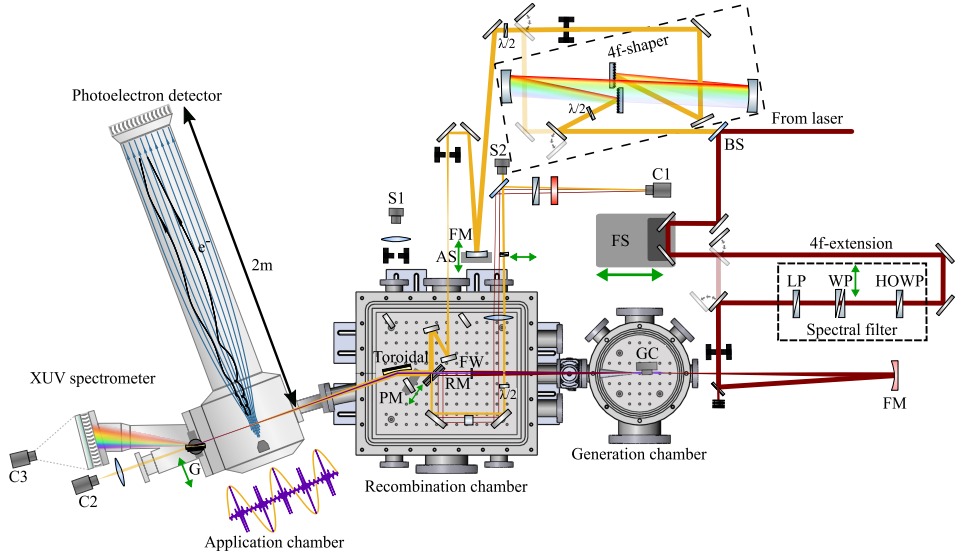 λ/2
4f-shaper
Photoelectron detector
λ/2
From laser
BS
S2
S1
C1
FM
AS
FS
e⁻
2m
4f-extension
LP
WP
HOWP
Spectral filter
Toroidal
FW
GC
RM
PM
λ/2
FM
XUV spectrometer
Generation chamber
G
C3
C2
Recombination chamber
Application chamber